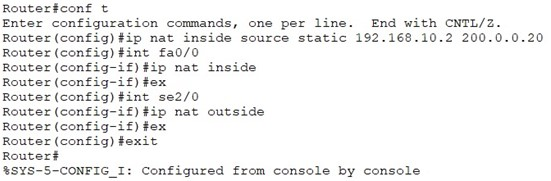 Router#conf t
Enter configuration commands, one per line.  End with CNTL/Z.
Router(config)#ip nat inside source static 192.168.10.2 200.0.0.20
Router(config)#int fa0/0
Router(config-if)#ip nat inside
Router(config-if)#ex
Router(config)#int se2/0
Router(config-if)#ip nat outside
Router(config-if)#ex
Router(config)#exit
Router#
%SYS-5-CONFIG_I: Configured from console by console